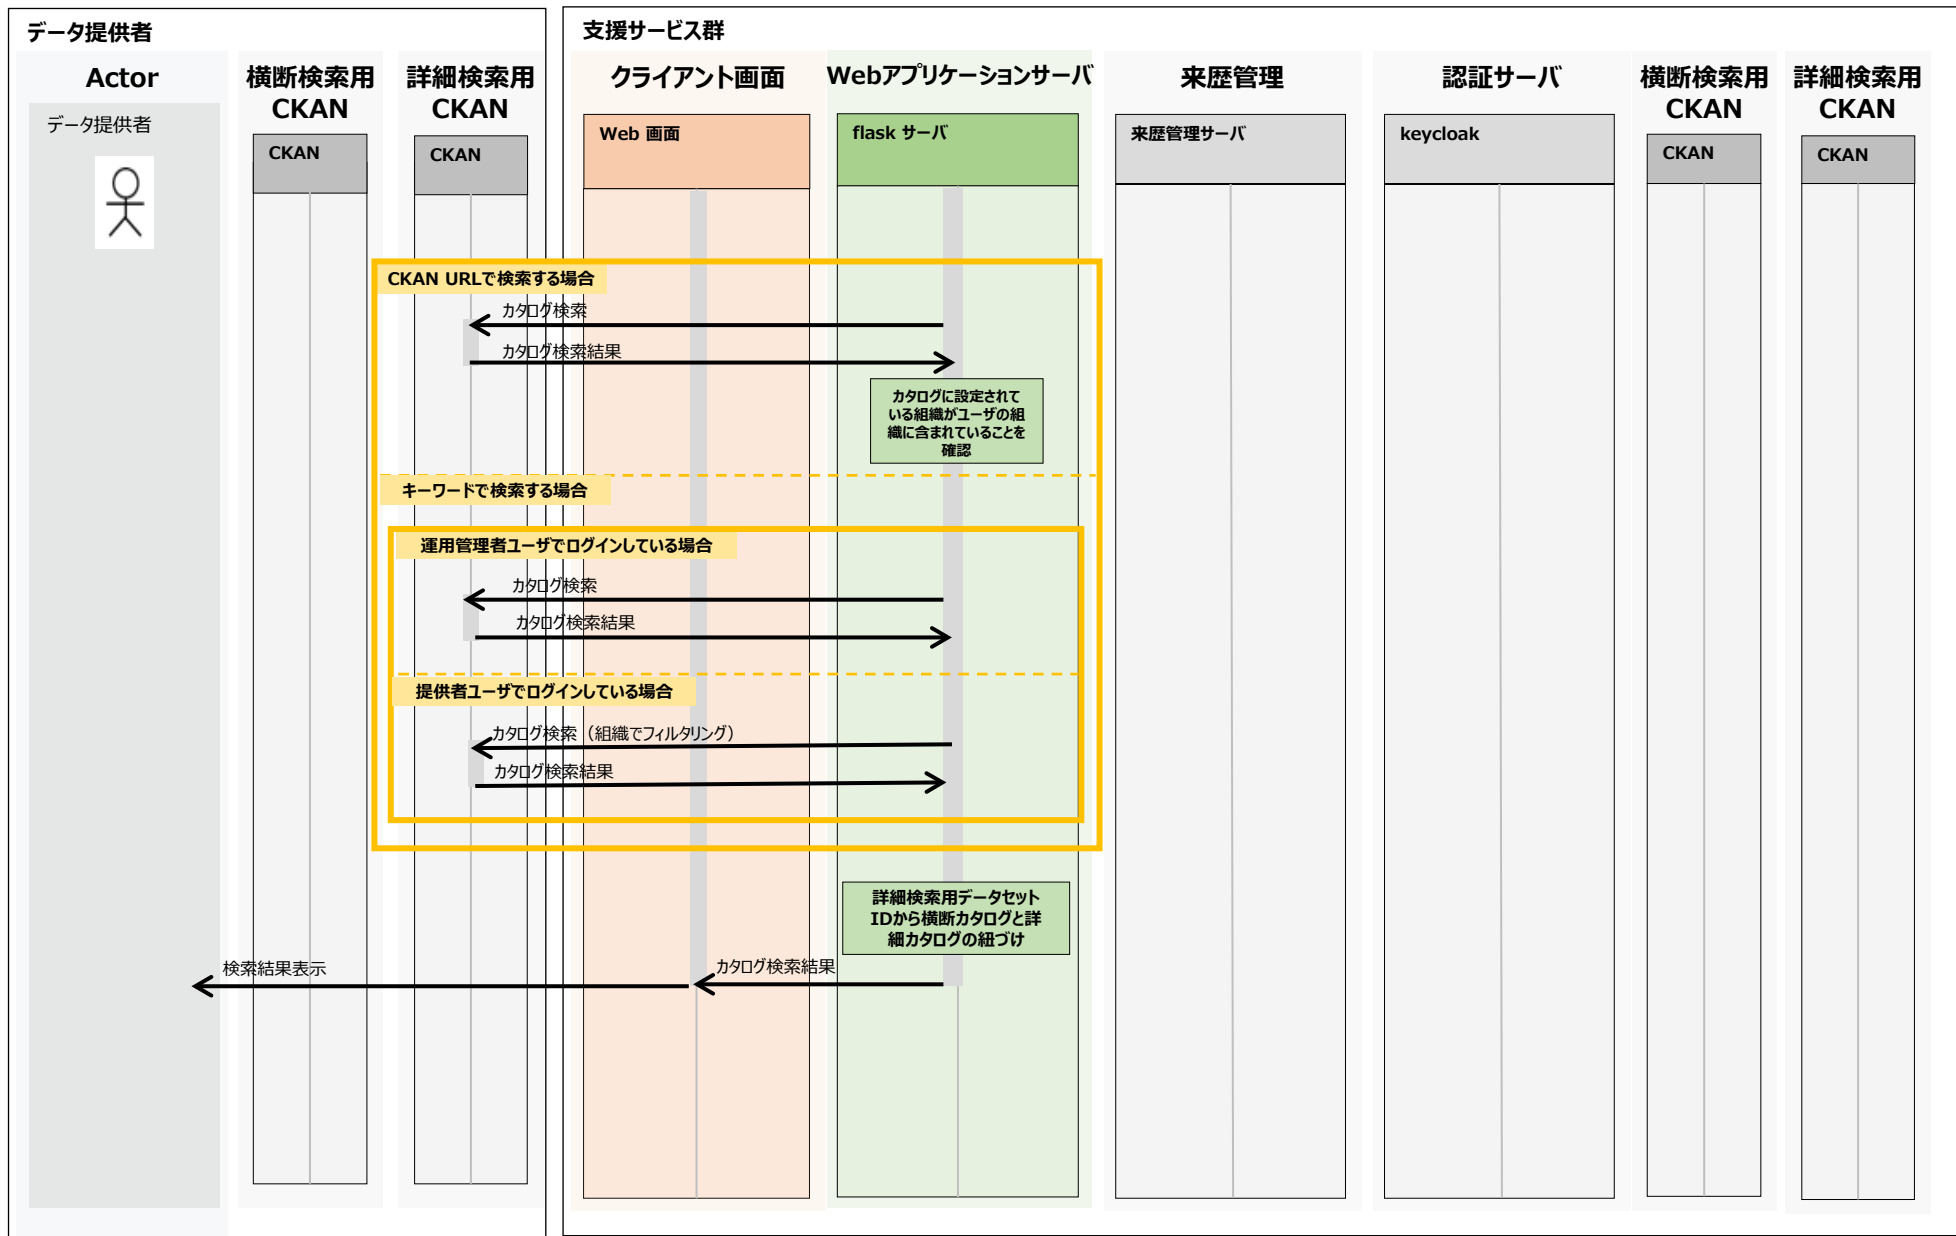 データ提供者
支援サービス群
Actor
横断検索用
CKAN
詳細検索用
CKAN
クライアント画面
Webアプリケーションサーバ
来歴管理
認証サーバ
横断検索用
CKAN
詳細検索用
CKAN
データ提供者
CKAN
CKAN
Web 画面
flask サーバ
来歴管理サーバ
keycloak
CKAN
CKAN
CKAN URLで検索する場合
カタログ検索
カタログ検索結果
カタログに設定されて
いる組織がユーザの組
織に含まれていることを
確認
キーワードで検索する場合
運用管理者ユーザでログインしている場合
カタログ検索
カタログ検索結果
提供者ユーザでログインしている場合
カタログ検索（組織でフィルタリング）
カタログ検索結果
詳細検索用データセット
IDから横断カタログと詳
細カタログの紐づけ
検索結果表示
カタログ検索結果